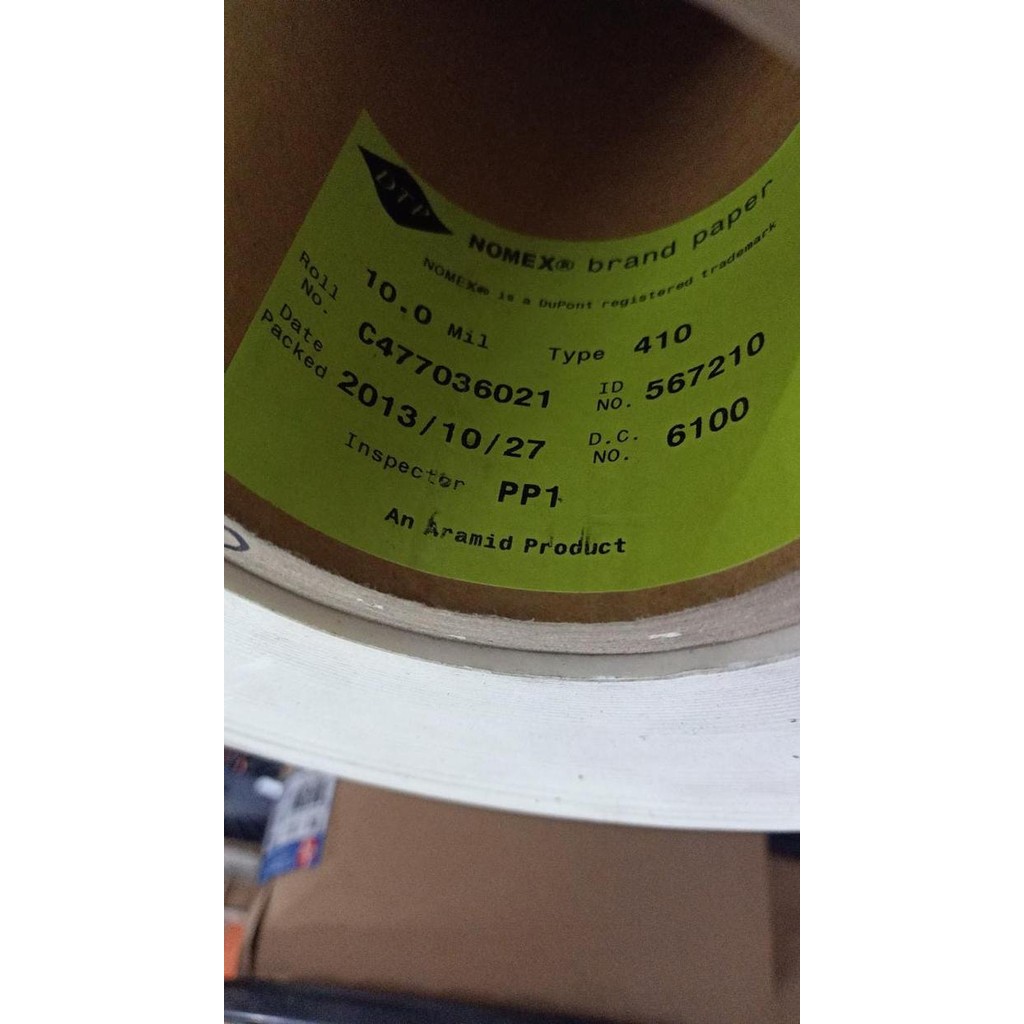 DTP
NOMEX® brand paper
NOMEX® is a DuPont registered trademark
10.0 Mil Type 410
Roll No. C477036021 ID NO. 567210
Date Packed 2013/10/27 D.C. NO. 6100
Inspector PP1
An Aramid Product